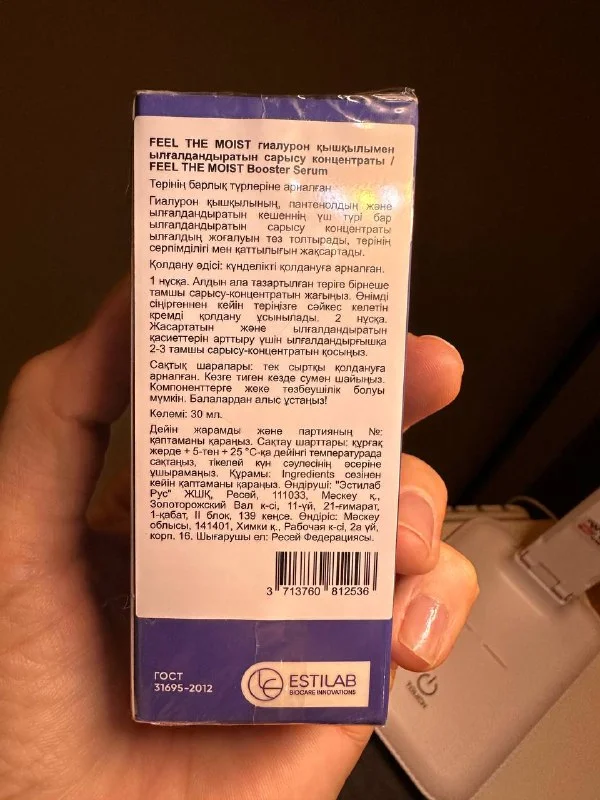 FEEL THE MOIST гиалурон қышқылымен
ылғалдандыратын сарысу концентраты /
FEEL THE MOIST Booster Serum
Терінің барлық түрлеріне арналған
Гиалурон қышқылының, пантенолдың және
ылғалдандыратын кешеннің үш түрі бар
ылғалдандыратын сарысу концентраты
ылғалдың жоғалуын тез толтырады, терінің
серпімділігі мен қаттылығын жақсартады.
Қолдану әдісі: күнделікті қолдануға арналған.
1 нұсқа. Алдын ала тазартылған теріге бірнеше
тамшы сарысу-концентратын жағыңыз. Өнімді
сіңіргеннен кейін теріңізге сәйкес келетін
кремді қолдану ұсынылады. 2 нұсқа.
Жасартатын және ылғалдандыратын
қасиеттерін арттыру үшін ылғалдандырғышқа
2-3 тамшы сарысу-концентратын қосыңыз.
Сақтық шаралары: тек сыртқы қолдануға
арналған. Көзге тиген кезде сумен шайыңыз.
Компоненттерге жеке төзбеушілік болуы
мүмкін. Балалардан алыс ұстаңыз!
Көлемі: 30 мл.
Дейін жарамды және партияның №:
қаптаманы қараңыз. Сақтау шарттары: құрғақ
жерде + 5-тен + 25 °C-қа дейінгі температурада
сақтаңыз, тікелей күн сәулесінің әсеріне
ұшырамаңыз. Құрамы: Ingredients сөзінен
кейін қаптаманы қараңыз. Өндіруші: "Эстилаб
Рус" ЖШҚ, Ресей, 111033, Мәскеу қ.,
Золоторожский Вал к-сі, 11-үй, 21-ғимарат,
1-қабат, II блок, 139 кеңсе. Өндіріс: Мәскеу
облысы, 141401, Химки қ., Рабочая к-сі, 2а үй,
корп. 16. Шығарушы ел: Ресей Федерациясы.
3 713760 812536
ГОСТ
31695-2012
ESTILAB
BIOCARE INNOVATIONS